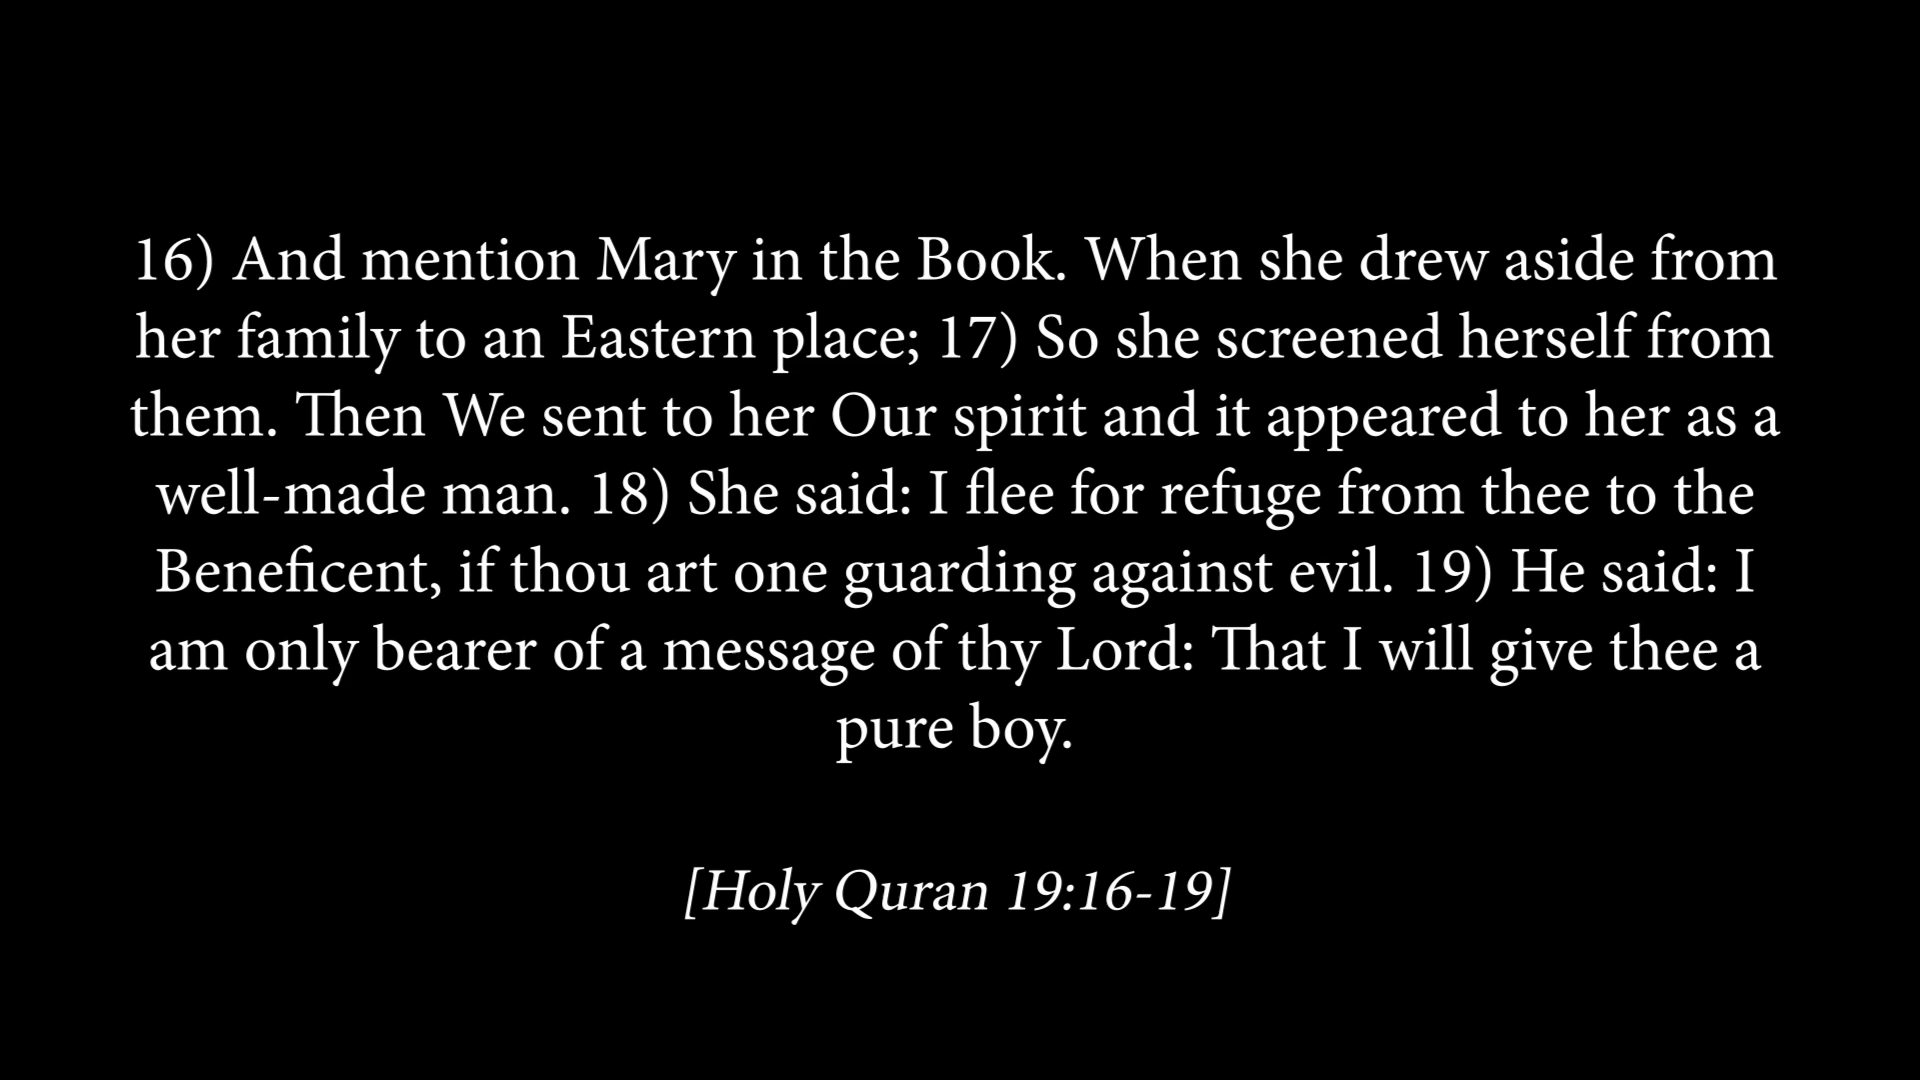 16) And mention Mary in the Book. When she drew aside from
her family to an Eastern place; 17) So she screened herself from
them. Then We sent to her Our spirit and it appeared to her as a
well-made man. 18) She said: I flee for refuge from thee to the
Beneficent, if thou art one guarding against evil. 19) He said: I
am only bearer of a message of thy Lord: That I will give thee a
pure boy.
[Holy Quran 19:16-19]